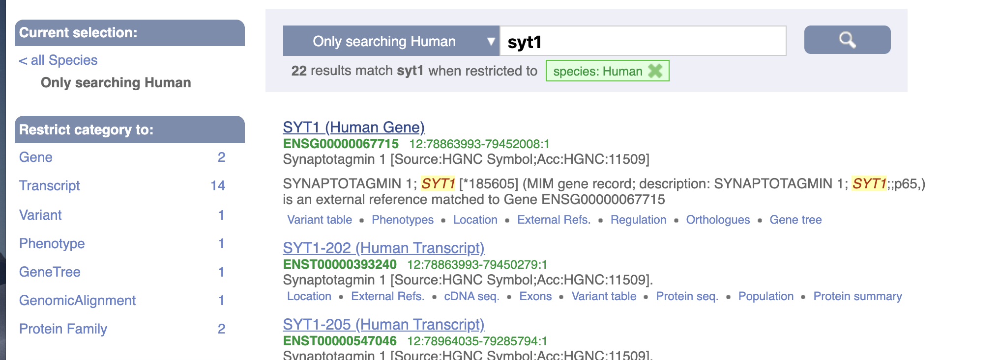 Current selection:
< all Species
Only searching Human
Restrict category to:
Gene 2
Transcript 14
Variant 1
Phenotype 1
GeneTree 1
GenomicAlignment 1
Protein Family 2
Only searching Human ▼ syt1
22 results match syt1 when restricted to species: Human
SYT1 (Human Gene)
ENSG00000067715 12:78863993-79452008:1
Synaptotagmin 1 [Source:HGNC Symbol;Acc:HGNC:11509]
SYNAPTOTAGMIN 1; SYT1 [*185605] (MIM gene record; description: SYNAPTOTAGMIN 1; SYT1;;p65,)
is an external reference matched to Gene ENSG00000067715
Variant table • Phenotypes • Location • External Refs. • Regulation • Orthologues • Gene tree
SYT1-202 (Human Transcript)
ENST00000393240 12:78863993-79450279:1
Synaptotagmin 1 [Source:HGNC Symbol;Acc:HGNC:11509].
Location • External Refs. • cDNA seq. • Exons • Variant table • Protein seq. • Population • Protein summary
SYT1-205 (Human Transcript)
ENST00000547046 12:78964035-79285794:1
Synaptotagmin 1 [Source:HGNC Symbol;Acc:HGNC:11509].